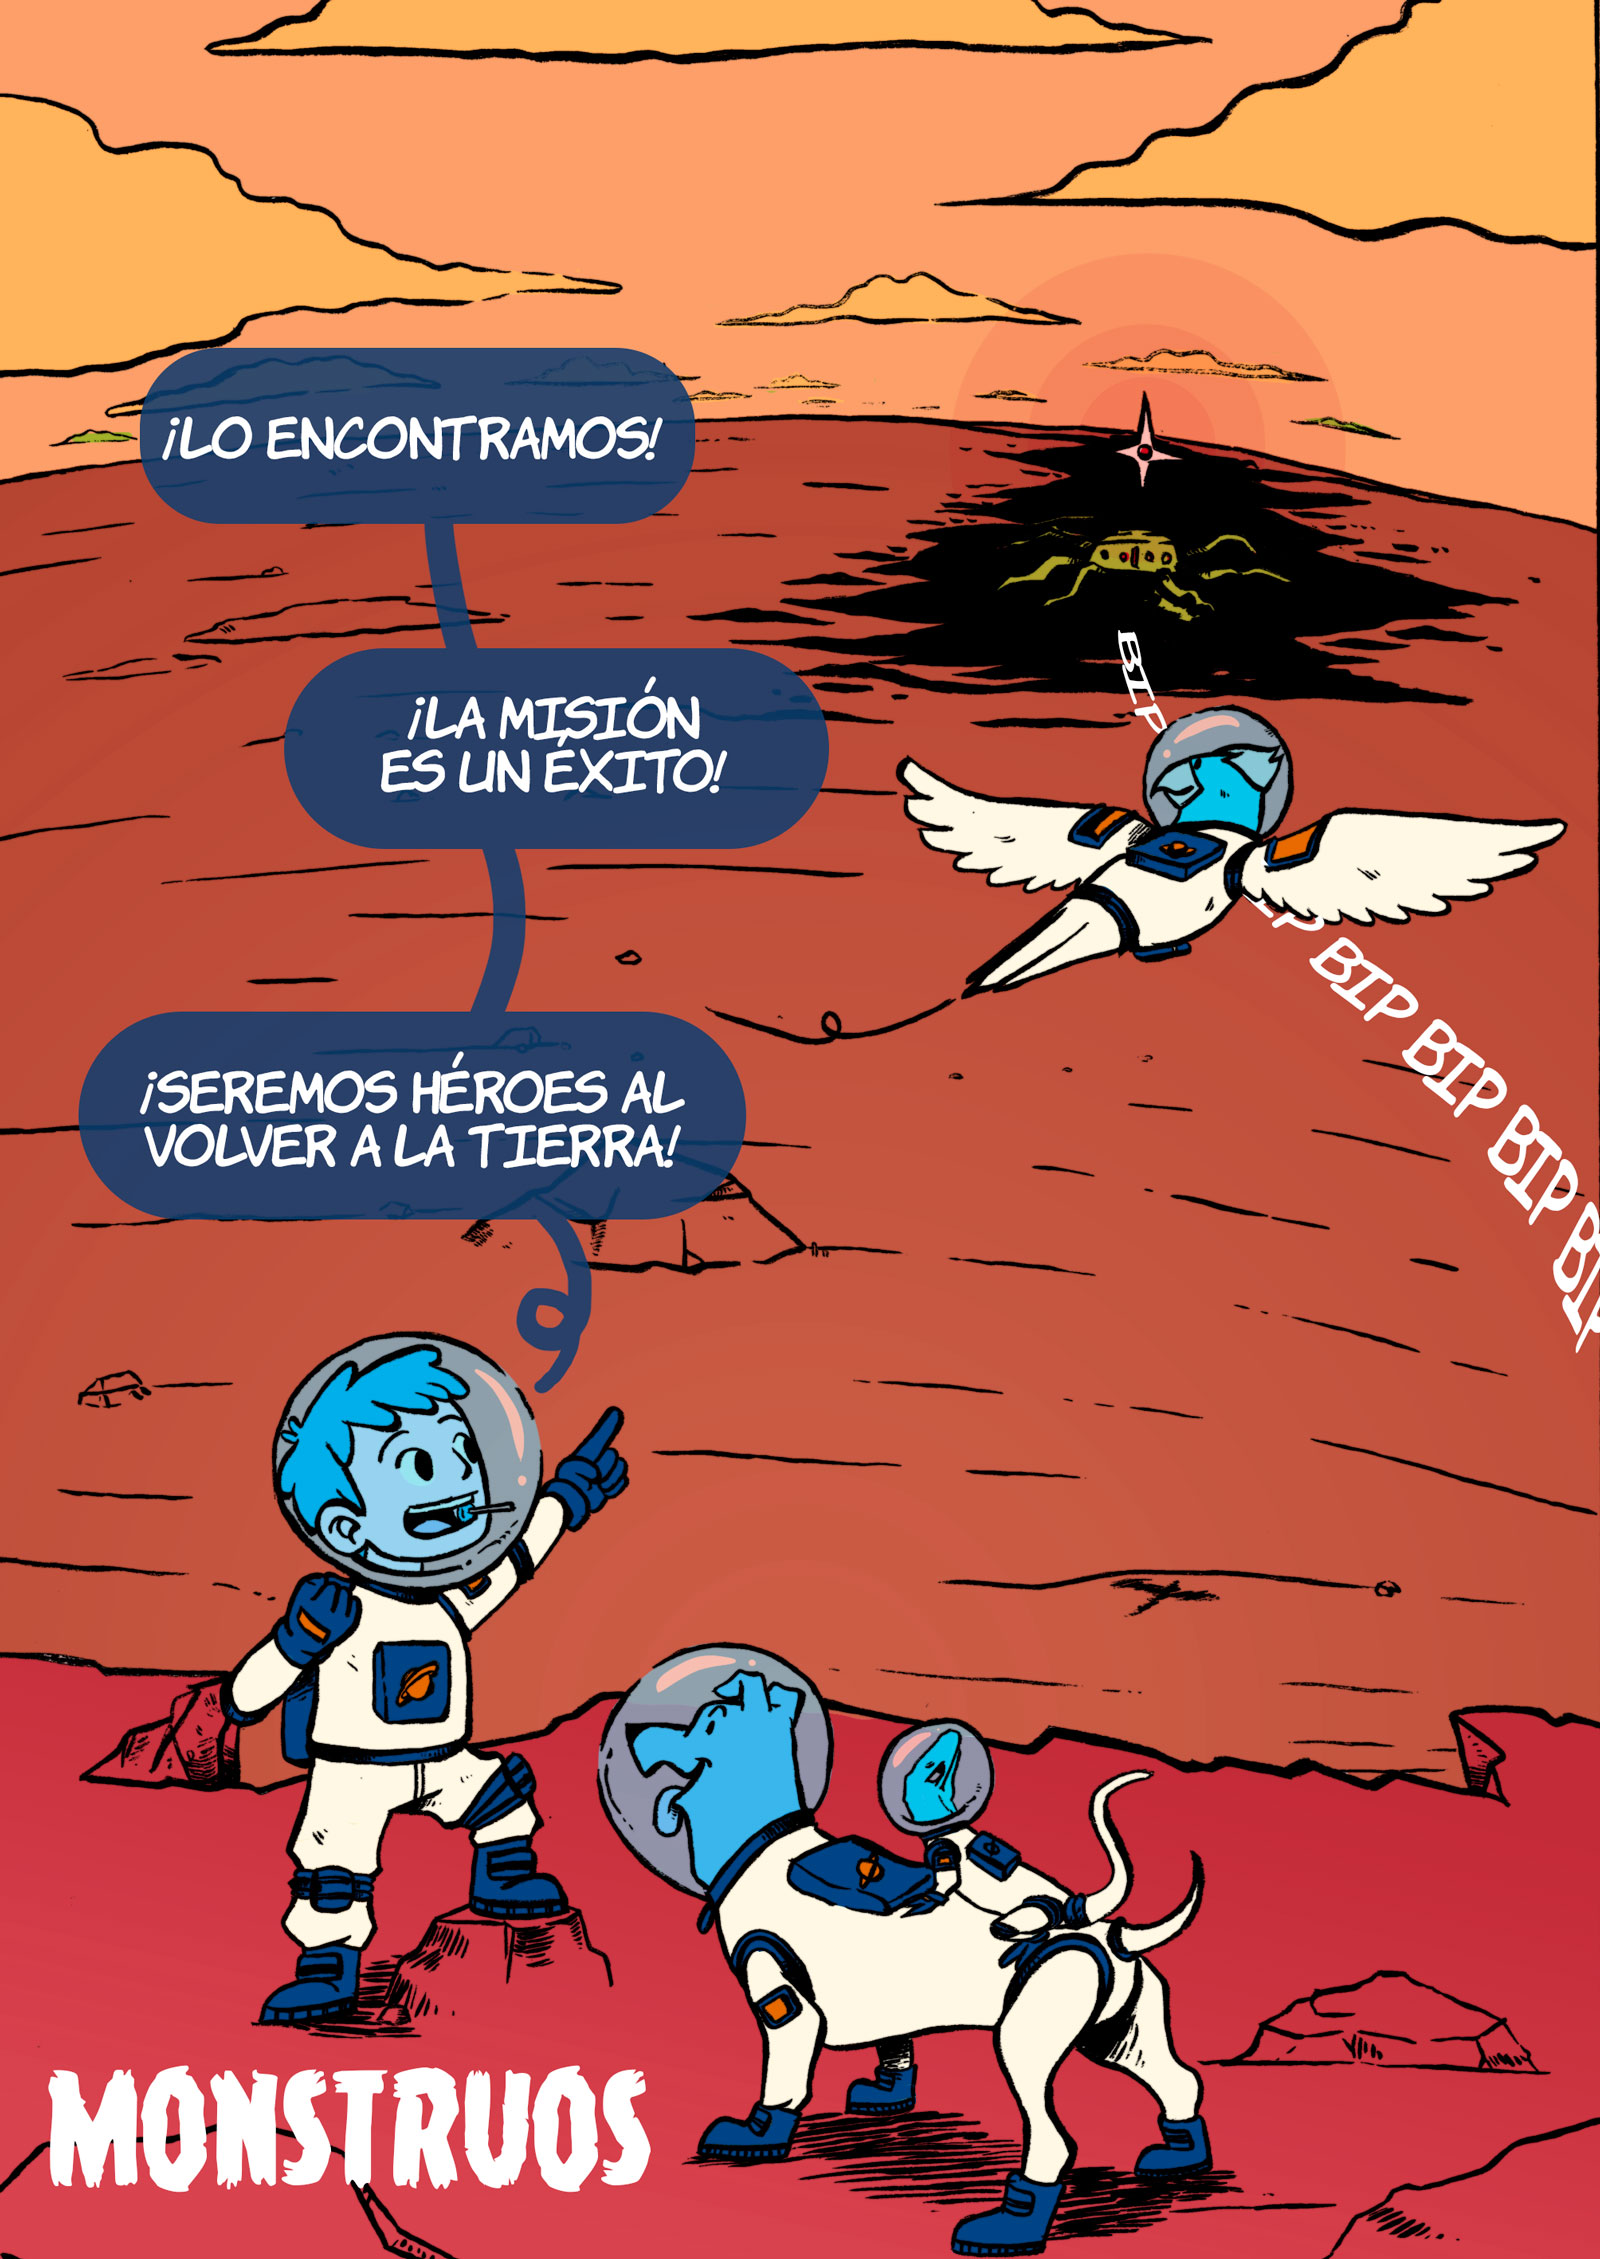 ¡LO ENCONTRAMOS!
¡LA MISIÓN
ES UN ÉXITO!
¡SEREMOS HÉROES AL
VOLVER A LA TIERRA!
BIP
BIP BIP BIP
MONSTRUOS